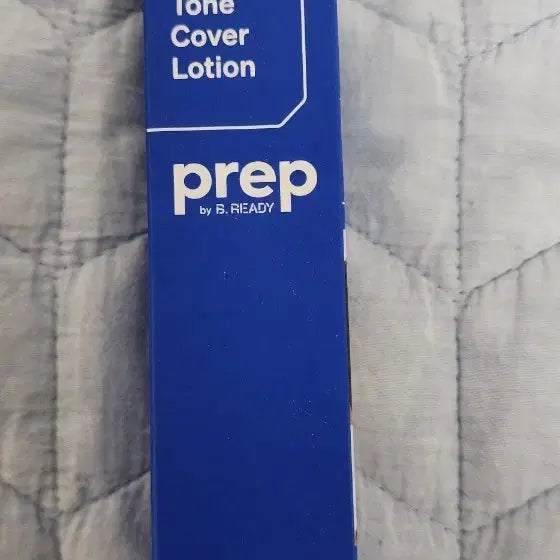 Tone
Cover
Lotion
prep
by B. READY